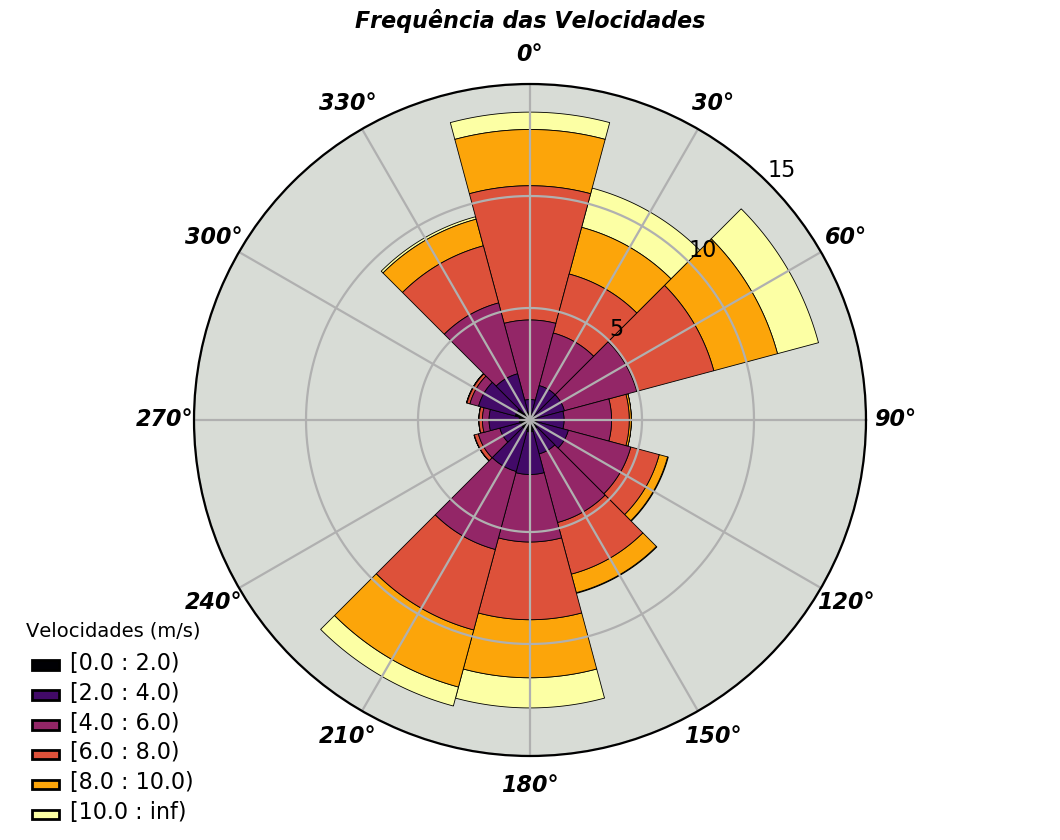 Frequência das Velocidades
0°
330°
30°
15
300°
60°
10
5
270°
90°
240°
120°
210°
150°
180°
Velocidades (m/s)
[0.0 : 2.0)
[2.0 : 4.0)
[4.0 : 6.0)
[6.0 : 8.0)
[8.0 : 10.0)
[10.0 : inf)